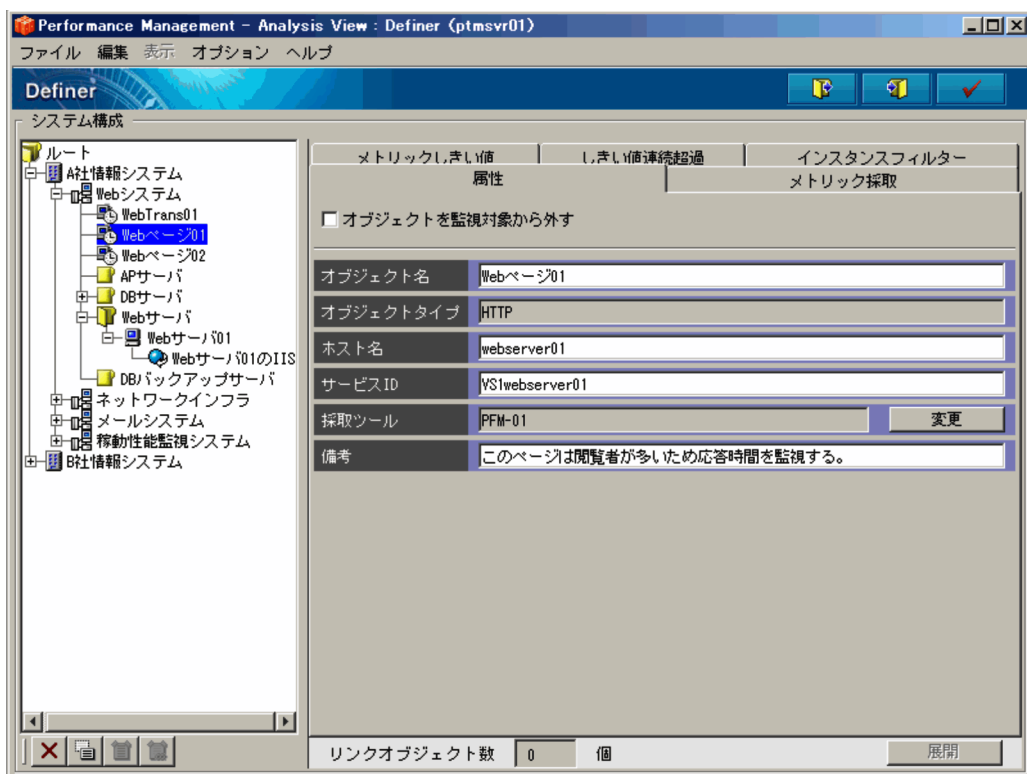 Performance Management - Analysis View : Definer (ptmsvr01)
ファイル 編集 表示 オプション ヘルプ
Definer
システム構成
ルート
A社情報システム
Webシステム
WebTrans01
Webページ01
Webページ02
APサーバ
DBサーバ
Webサーバ
Webサーバ01
Webサーバ01のIIS
DBバックアップサーバ
ネットワークインフラ
メールシステム
稼動性能監視システム
B社情報システム
メトリックしきい値 しきい値連続超過 インスタンスフィルター
属性 メトリック採取
オブジェクトを監視対象から外す
オブジェクト名 Webページ01
オブジェクトタイプ HTTP
ホスト名 webserver01
サービスID VS1webserver01
採取ツール PFM-01 変更
備考 このページは閲覧者が多いため応答時間を監視する。
リンクオブジェクト数 0 個 展開